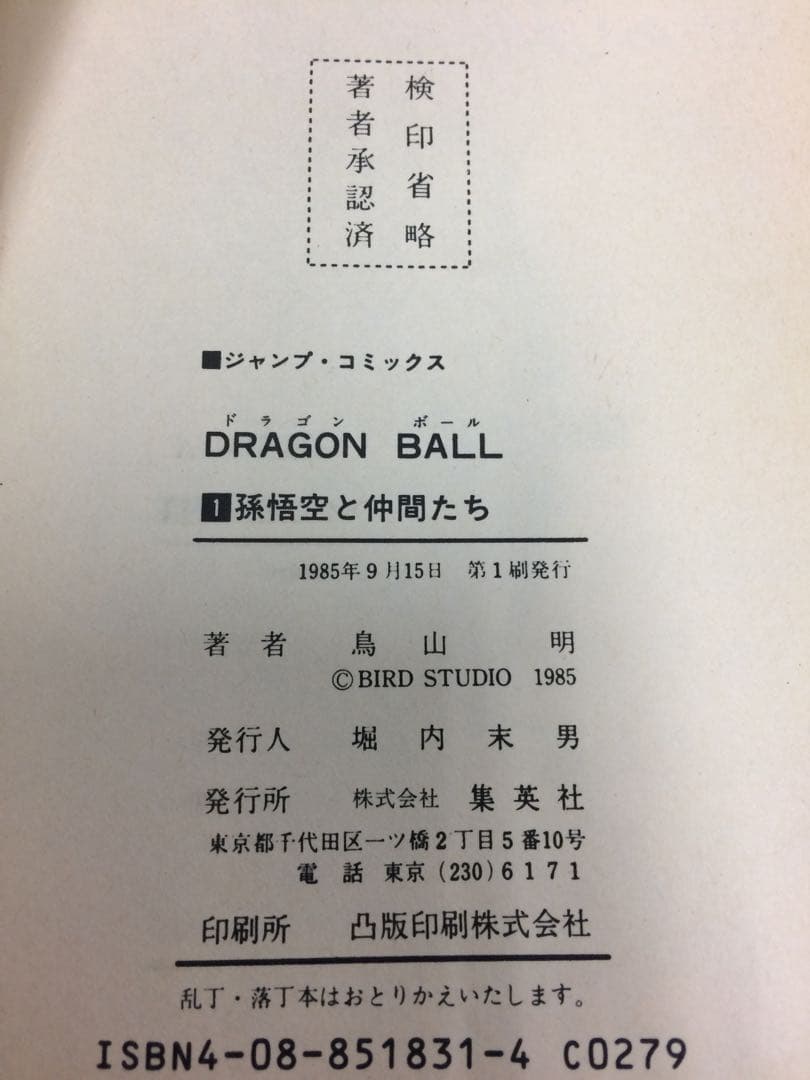 検印省略
著者承認済
■ジャンプ・コミックス
ドラゴン ボール
DRAGON BALL
1孫悟空と仲間たち
1985年9月15日 第1刷発行
著者 鳥山 明
©BIRD STUDIO 1985
発行人 堀内末男
発行所 株式会社 集英社
東京都千代田区一ツ橋2丁目5番10号
電話 東京(230)6171
印刷所 凸版印刷株式会社
乱丁・落丁本はおとりかえいたします。
ISBN4-08-851831-4 C0279